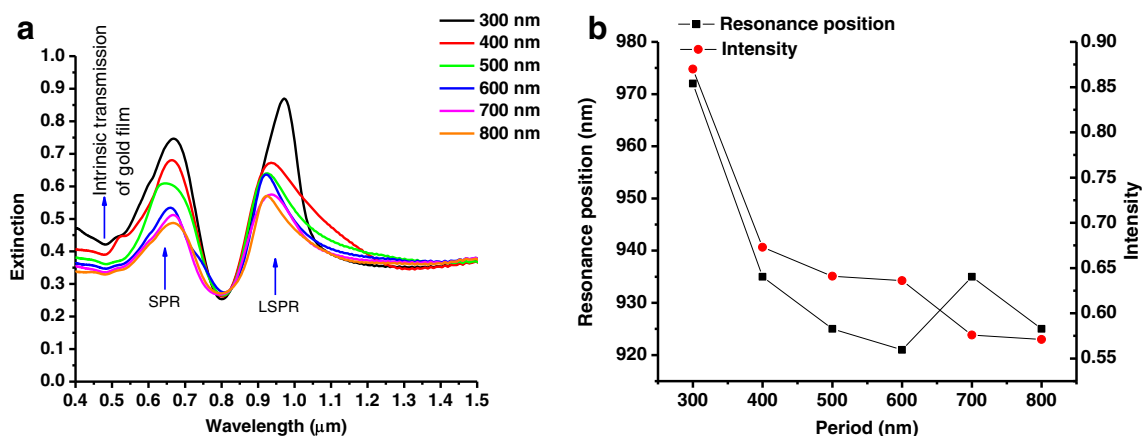 a
300 nm
400 nm
500 nm
600 nm
700 nm
800 nm
1.0
0.9
0.8
0.7
0.6
0.5
0.4
0.3
0.2
0.1
0.0
Extinction
Intrinsic transmission
of gold film
SPR
LSPR
0.4 0.5 0.6 0.7 0.8 0.9 1.0 1.1 1.2 1.3 1.4 1.5
Wavelength (μm)
b
Resonance position
Intensity
980
970
960
950
940
930
920
Resonance position (nm)
0.90
0.85
0.80
0.75
0.70
0.65
0.60
0.55
Intensity
300 400 500 600 700 800
Period (nm)